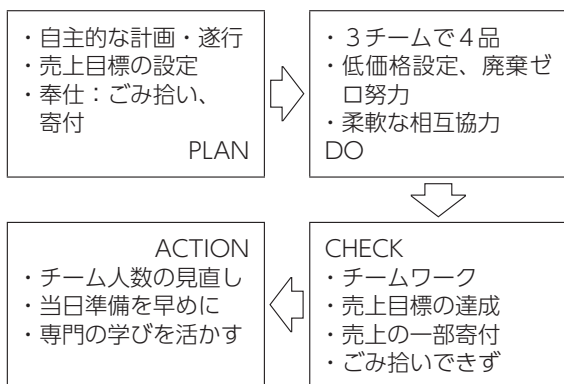 ・自主的な計画・遂行
・売上目標の設定
・奉仕：ごみ拾い、
寄付
PLAN
・３チームで４品
・低価格設定、廃棄ゼ
ロ努力
・柔軟な相互協力
DO
CHECK
・チームワーク
・売上目標の達成
・売上の一部寄付
・ごみ拾いできず
ACTION
・チーム人数の見直し
・当日準備を早めに
・専門の学びを活かす